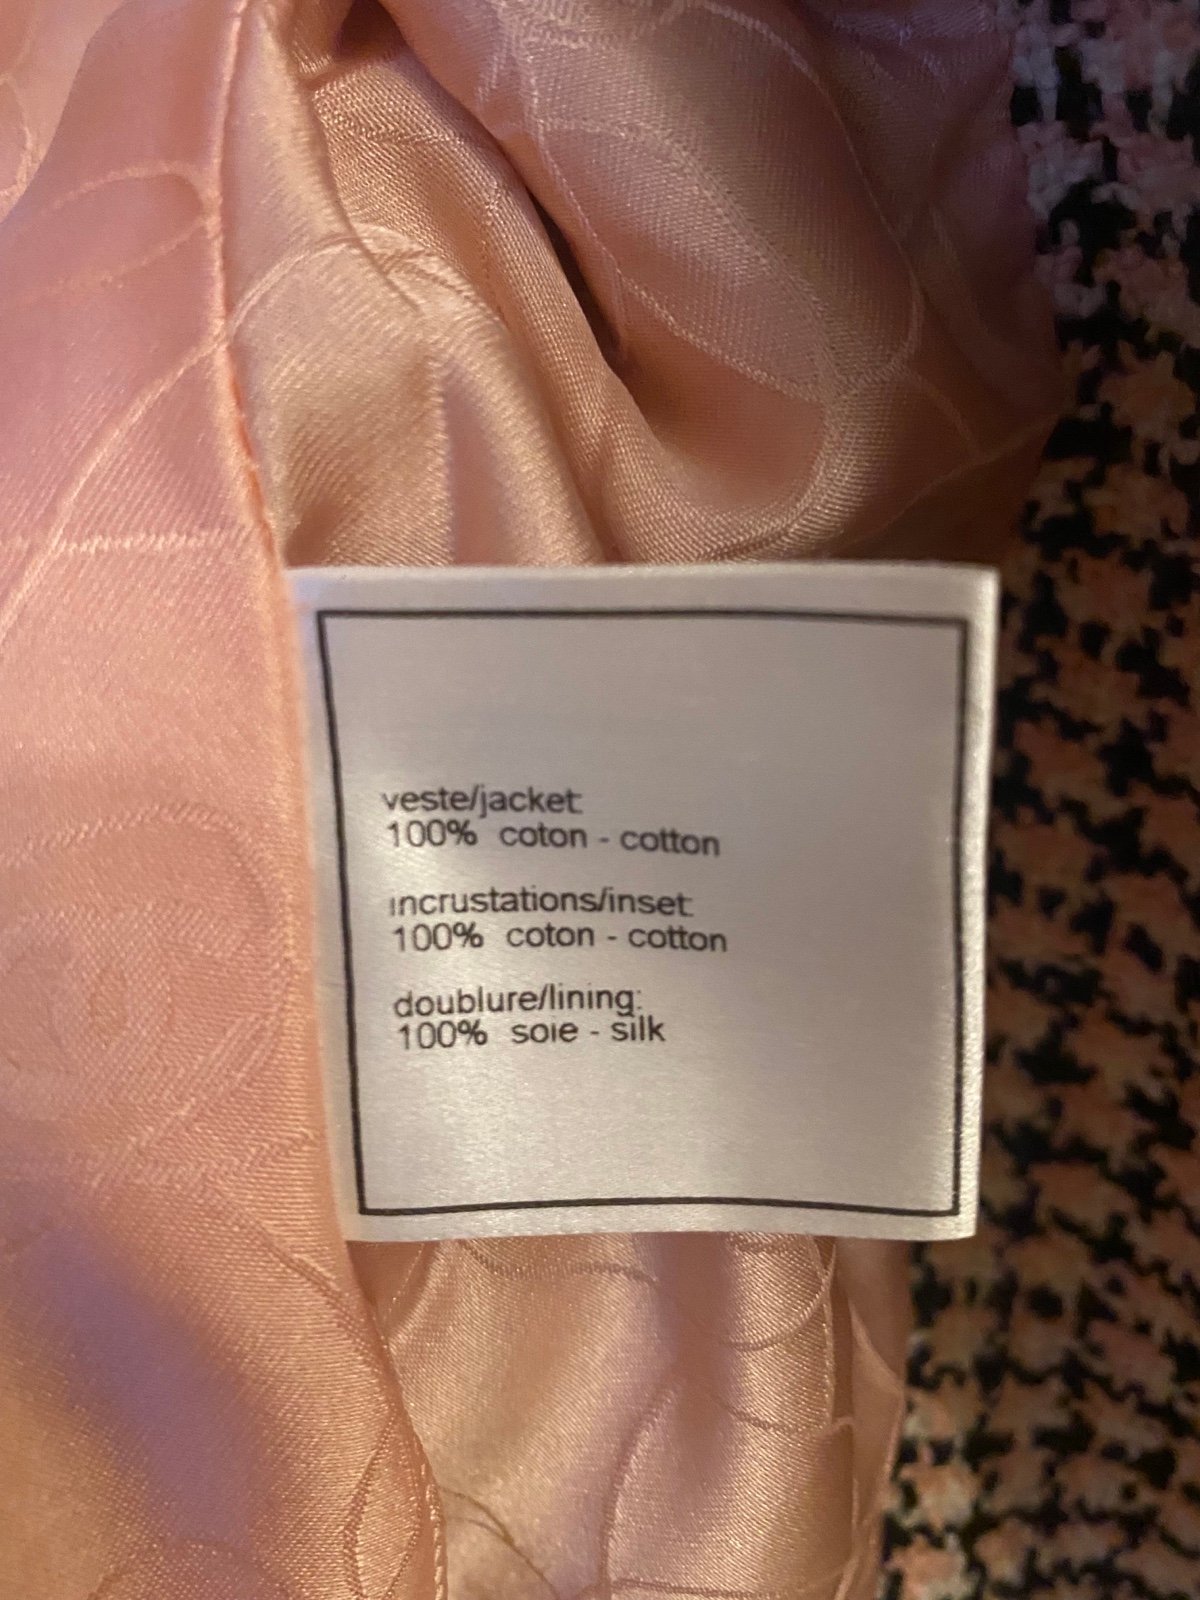 veste/jacket:
100% coton - cotton
incrustations/inset:
100% coton - cotton
doublure/lining:
100% soie - silk